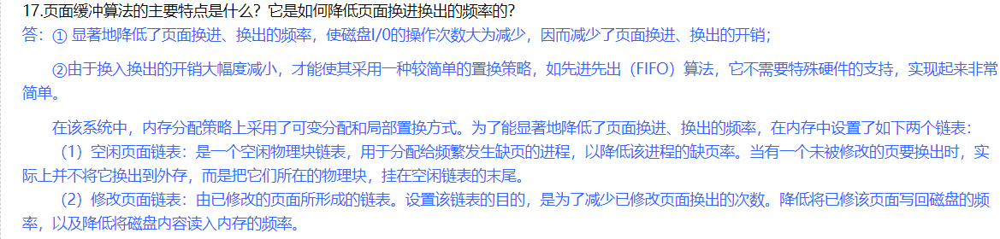 17.页面缓冲算法的主要特点是什么？它是如何降低页面换进换出的频率的？
答：① 显著地降低了页面换进、换出的频率，使磁盘I/0的操作次数大为减少，因而减少了页面换进、换出的开销；
②由于换入换出的开销大幅度减小，才能使其采用一种较简单的置换策略，如先进先出（FIFO）算法，它不需要特殊硬件的支持，实现起来非常
简单。
在该系统中，内存分配策略上采用了可变分配和局部置换方式。为了能显著地降低了页面换进、换出的频率，在内存中设置了如下两个链表：
（1）空闲页面链表：是一个空闲物理块链表，用于分配给频繁发生缺页的进程，以降低该进程的缺页率。当有一个未被修改的页要换出时，实
际上并不将它换出到外存，而是把它们所在的物理块，挂在空闲链表的末尾。
（2）修改页面链表：由已修改的页面所形成的链表。设置该链表的目的，是为了减少已修改页面换出的次数。降低将已修该页面写回磁盘的频
率，以及降低将磁盘内容读入内存的频率。